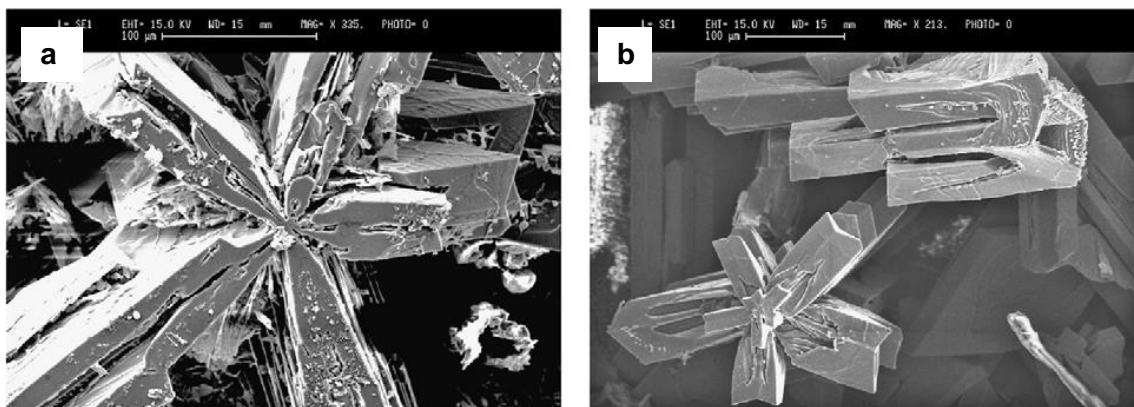 L= SE1 EHT= 15.0 KV WD= 15 mm MAG= X 335. PHOTO= 0
100 µm
a
L= SE1 EHT= 15.0 KV WD= 15 mm MAG= X 213. PHOTO= 0
100 µm
b